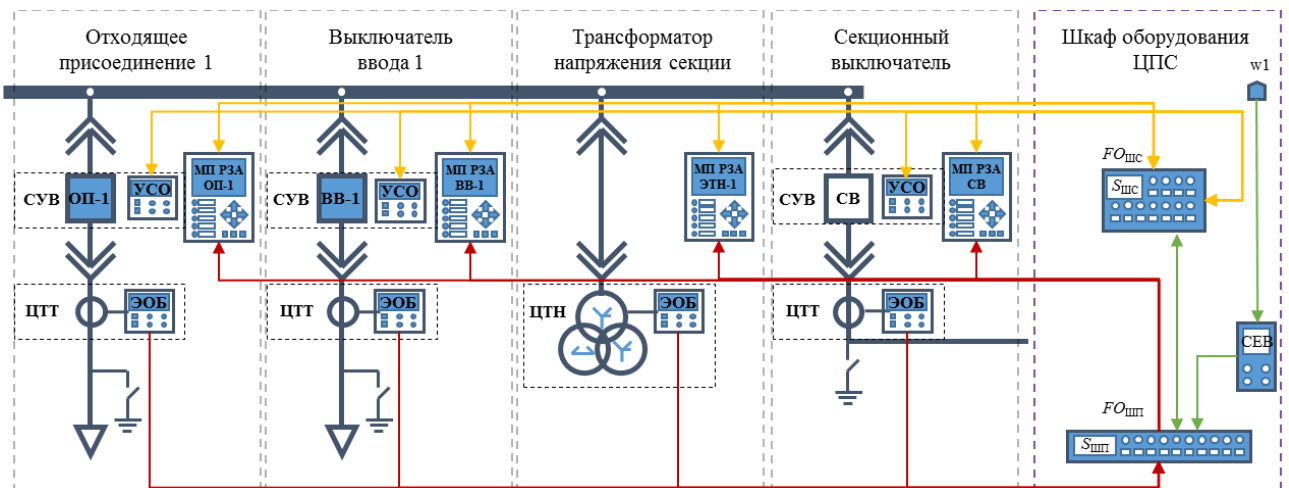 Отходящее
присоединение 1
Выключатель
ввода 1
Трансформатор
напряжения секции
Секционный
выключатель
Шкаф оборудования
ЦПС
w1
СУВ
ОП-1
УСО
МП РЗА
ОП-1
СУВ
ВВ-1
УСО
МП РЗА
ВВ-1
МП РЗА
ЭТН-1
СУВ
СВ
УСО
МП РЗА
СВ
FOШС
SШС
ЦТТ
ЭОБ
ЦТТ
ЭОБ
ЦТН
ЭОБ
ЦТТ
ЭОБ
СЕВ
FOШП
SШП